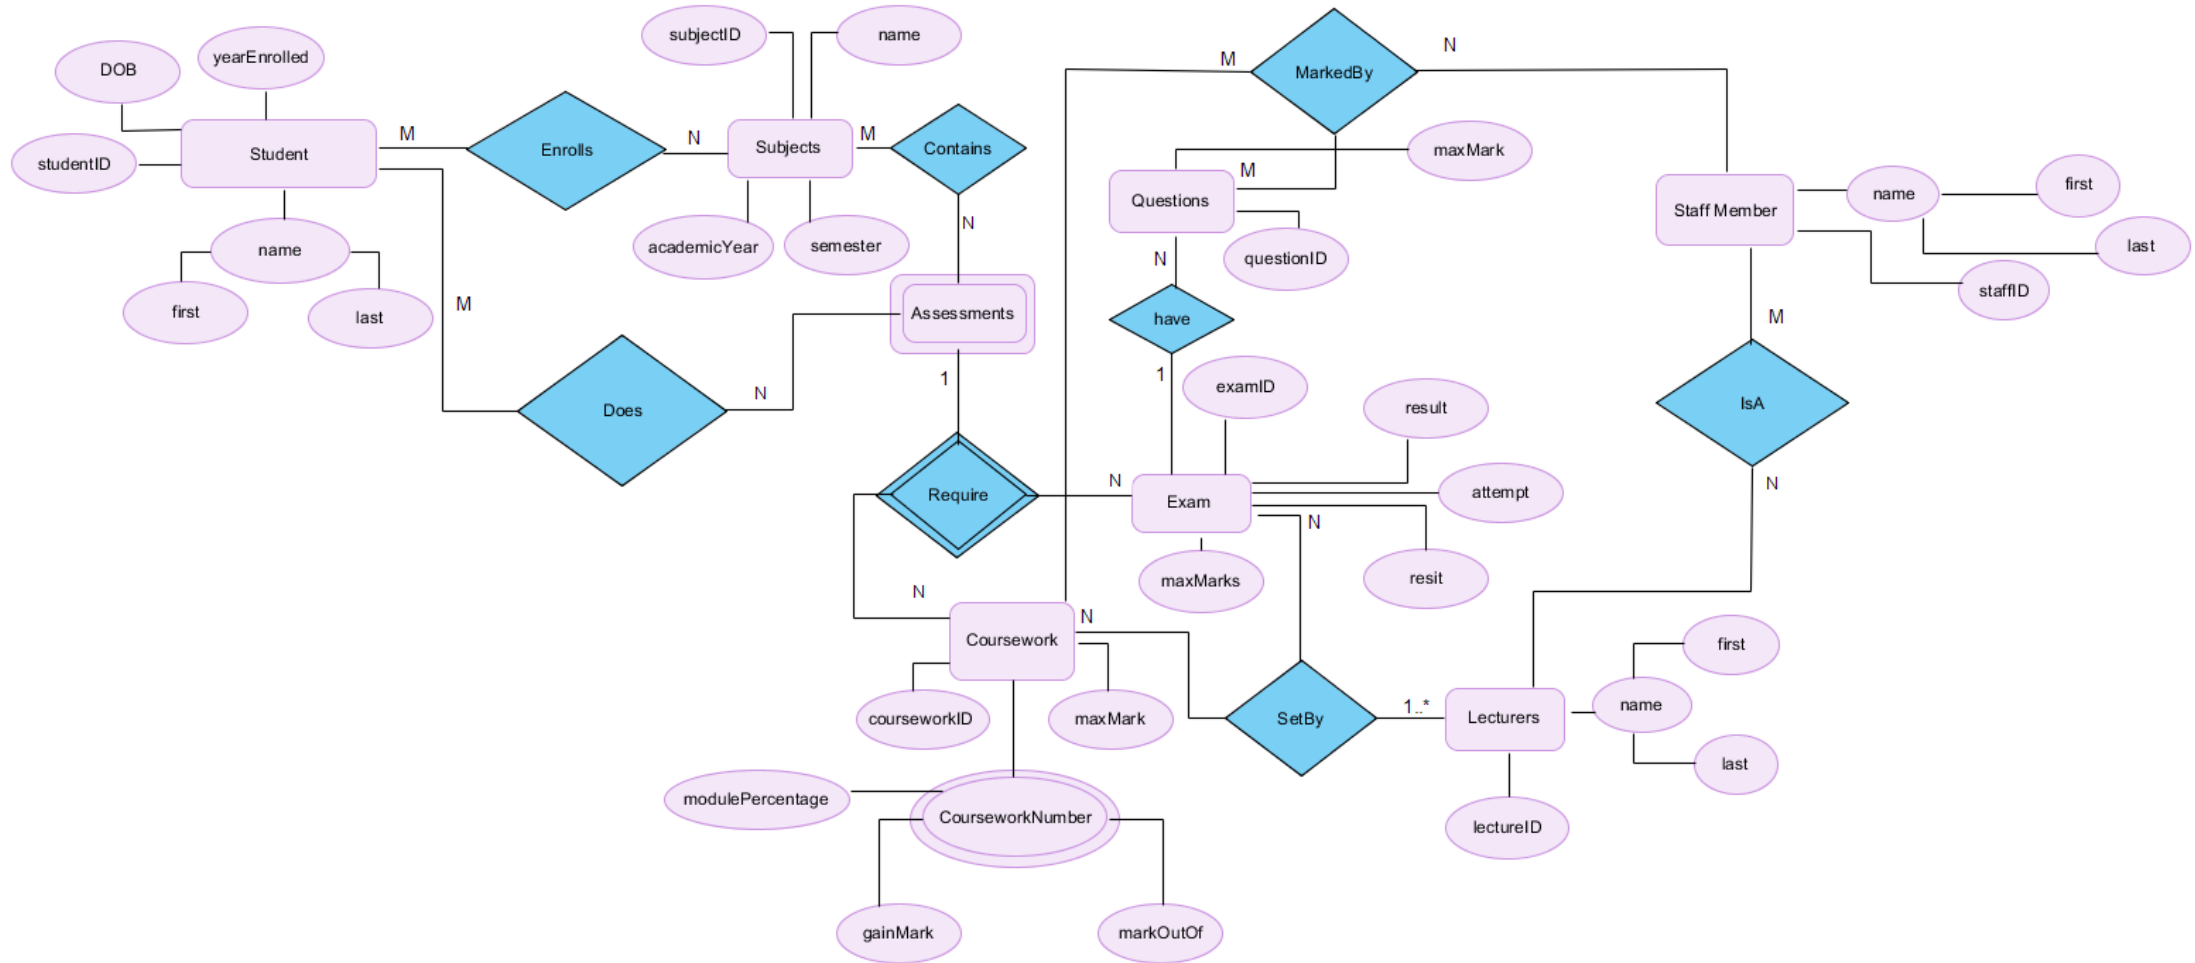 subjectID
name
DOB
yearEnrolled
MarkedBy
M
N
Student
studentID
M
Enrolls
N
Subjects
M
Contains
maxMark
Questions
M
Staff Member
name
first
last
staffID
name
first
last
academicYear
semester
N
questionID
N
M
Assessments
have
M
1
1
examID
result
Does
N
IsA
Require
N
Exam
attempt
N
N
maxMarks
resit
N
Coursework
N
first
name
last
courseworkID
maxMark
SetBy
1..*
Lecturers
lectureID
modulePercentage
CourseworkNumber
gainMark
markOutOf